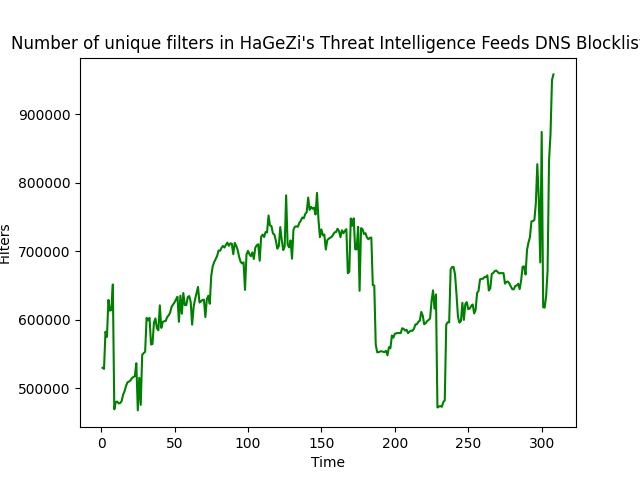 Number of unique filters in HaGeZi's Threat Intelligence Feeds DNS Blocklist
Filters
900000
800000
700000
600000
500000
0 50 100 150 200 250 300
Time